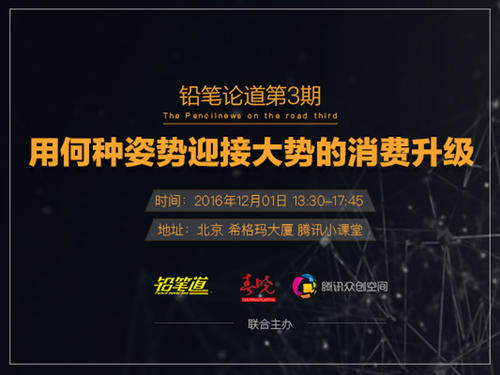 铅笔论道第3期
The Pencilnews on the road third
用何种姿势迎接大势的消费升级
时间：2016年12月01日 13:30–17:45
地址：北京 希格玛大厦 腾讯小课堂
铅笔道 春晓 腾讯众创空间
联合主办